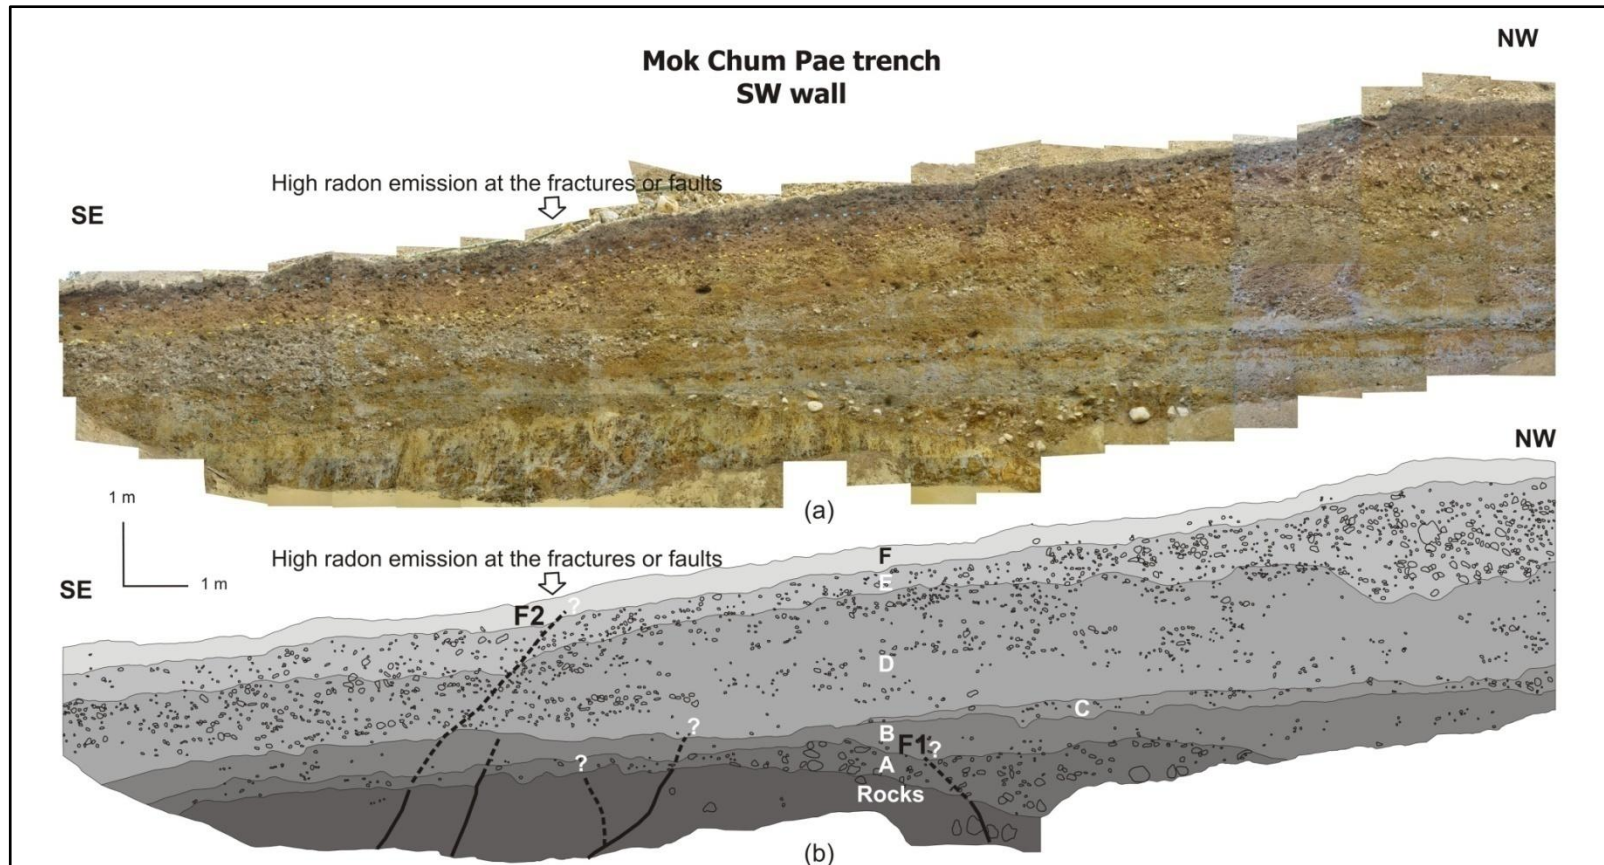 Mok Chum Pae trench
SW wall
NW
High radon emission at the fractures or faults
SE
(a)
NW
1 m
1 m
High radon emission at the fractures or faults
SE
F2
?
F
E
D
C
B
A
Rocks
F1
?
?
?
(b)